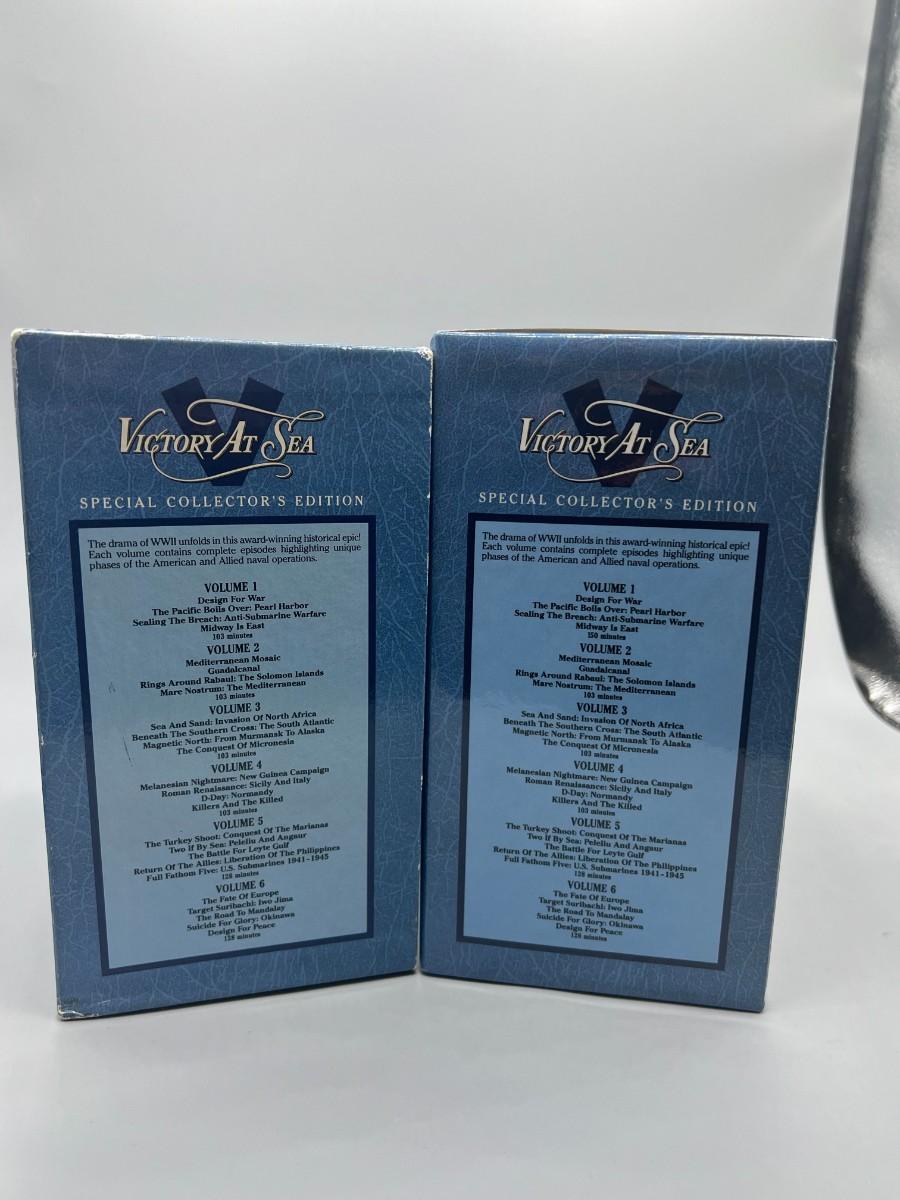 VICTORY AT SEA
SPECIAL COLLECTOR'S EDITION
The drama of WWII unfolds in this award-winning historical epic!
Each volume contains complete episodes highlighting unique
phases of the American and Allied naval operations.
VOLUME 1
Design For War
The Pacific Boils Over: Pearl Harbor
Sealing The Breach: Anti-Submarine Warfare
Midway Is East
103 minutes
VOLUME 2
Mediterranean Mosaic
Guadalcanal
Rings Around Rabaul: The Solomon Islands
Mare Nostrum: The Mediterranean
103 minutes
VOLUME 3
Sea And Sand: Invasion Of North Africa
Beneath The Southern Cross: The South Atlantic
Magnetic North: From Murmansk To Alaska
The Conquest Of Micronesia
103 minutes
VOLUME 4
Melanesian Nightmare: New Guinea Campaign
Roman Renaissance: Sicily And Italy
D-Day: Normandy
Killers And The Killed
103 minutes
VOLUME 5
The Turkey Shoot: Conquest Of The Marianas
Two If By Sea: Peleliu And Angaur
The Battle For Leyte Gulf
Return Of The Allies: Liberation Of The Philippines
Full Fathom Five: U.S. Submarines 1941-1945
128 minutes
VOLUME 6
The Fate Of Europe
Target Suribachi: Iwo Jima
The Road To Mandalay
Suicide For Glory: Okinawa
Design For Peace
128 minutes
VICTORY AT SEA
SPECIAL COLLECTOR'S EDITION
The drama of WWII unfolds in this award-winning historical epic!
Each volume contains complete episodes highlighting unique
phases of the American and Allied naval operations.
VOLUME 1
Design For War
The Pacific Boils Over: Pearl Harbor
Sealing The Breach: Anti-Submarine Warfare
Midway Is East
150 minutes
VOLUME 2
Mediterranean Mosaic
Guadalcanal
Rings Around Rabaul: The Solomon Islands
Mare Nostrum: The Mediterranean
103 minutes
VOLUME 3
Sea And Sand: Invasion Of North Africa
Beneath The Southern Cross: The South Atlantic
Magnetic North: From Murmansk To Alaska
The Conquest Of Micronesia
103 minutes
VOLUME 4
Melanesian Nightmare: New Guinea Campaign
Roman Renaissance: Sicily And Italy
D-Day: Normandy
Killers And The Killed
103 minutes
VOLUME 5
The Turkey Shoot: Conquest Of The Marianas
Two If By Sea: Peleliu And Angaur
The Battle For Leyte Gulf
Return Of The Allies: Liberation Of The Philippines
Full Fathom Five: U.S. Submarines 1941-1945
128 minutes
VOLUME 6
The Fate Of Europe
Target Suribachi: Iwo Jima
The Road To Mandalay
Suicide For Glory: Okinawa
Design For Peace
128 minutes